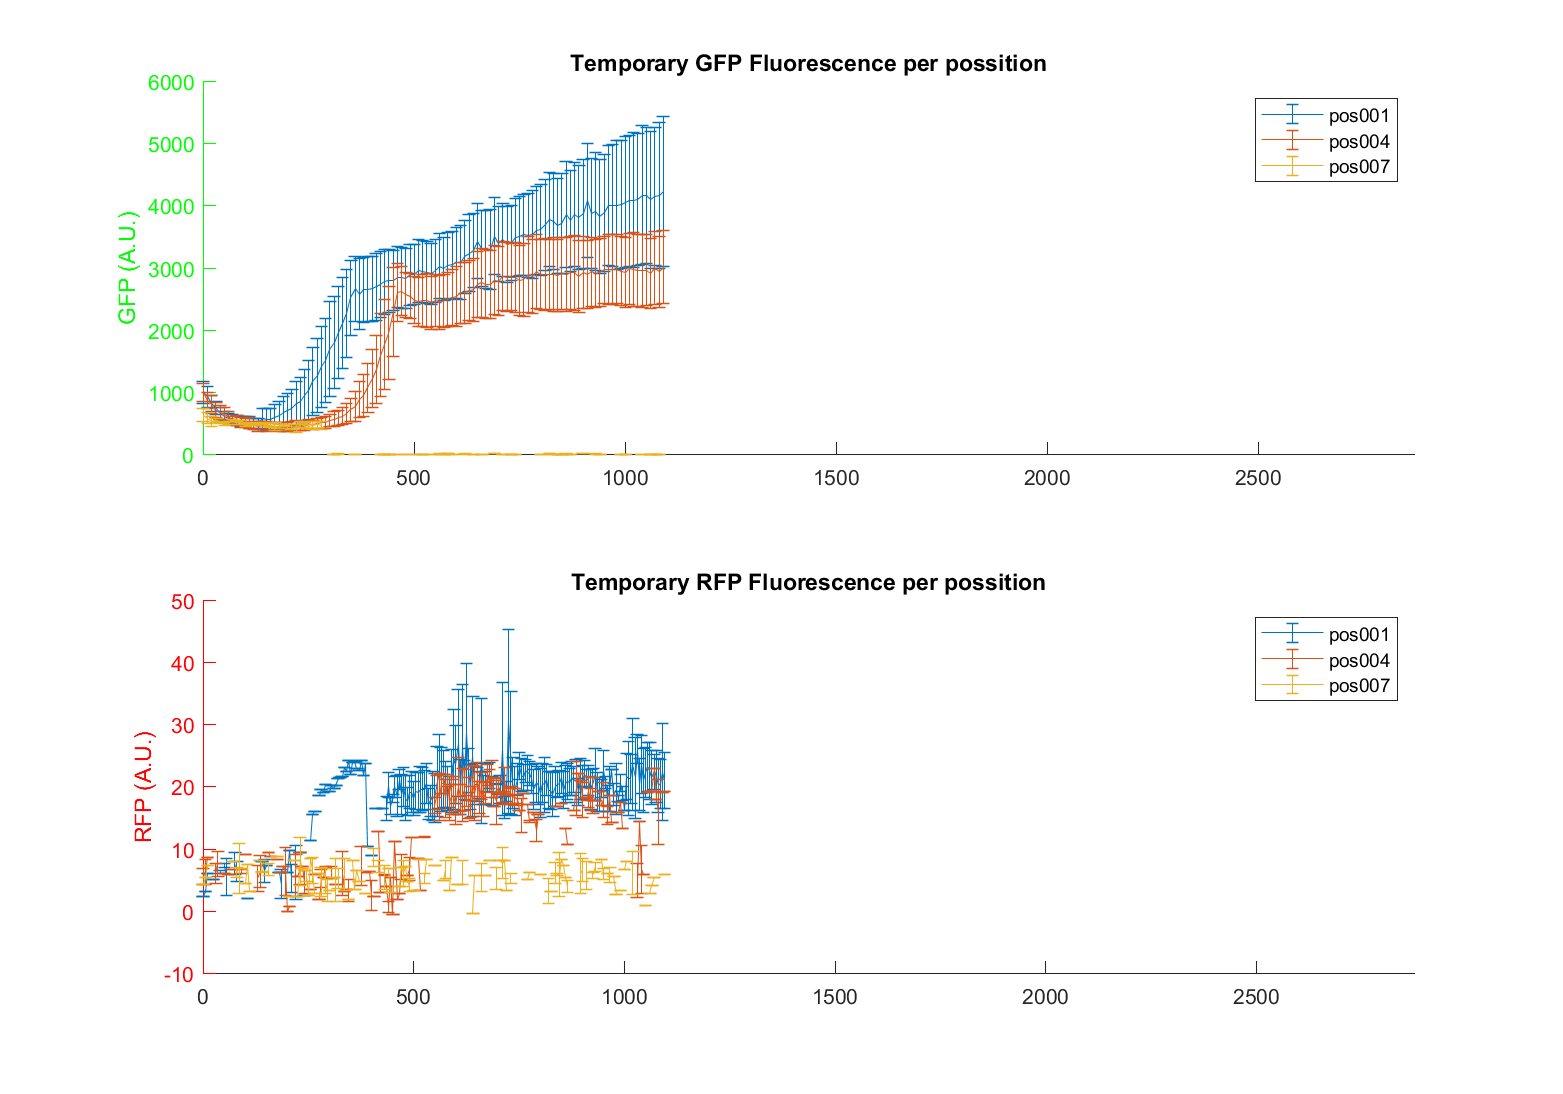 Temporary GFP Fluorescence per possition
GFP (A.U.)
6000
5000
4000
3000
2000
1000
0
0 500 1000 1500 2000 2500
pos001
pos004
pos007
Temporary RFP Fluorescence per possition
RFP (A.U.)
50
40
30
20
10
0
-10
0 500 1000 1500 2000 2500
pos001
pos004
pos007